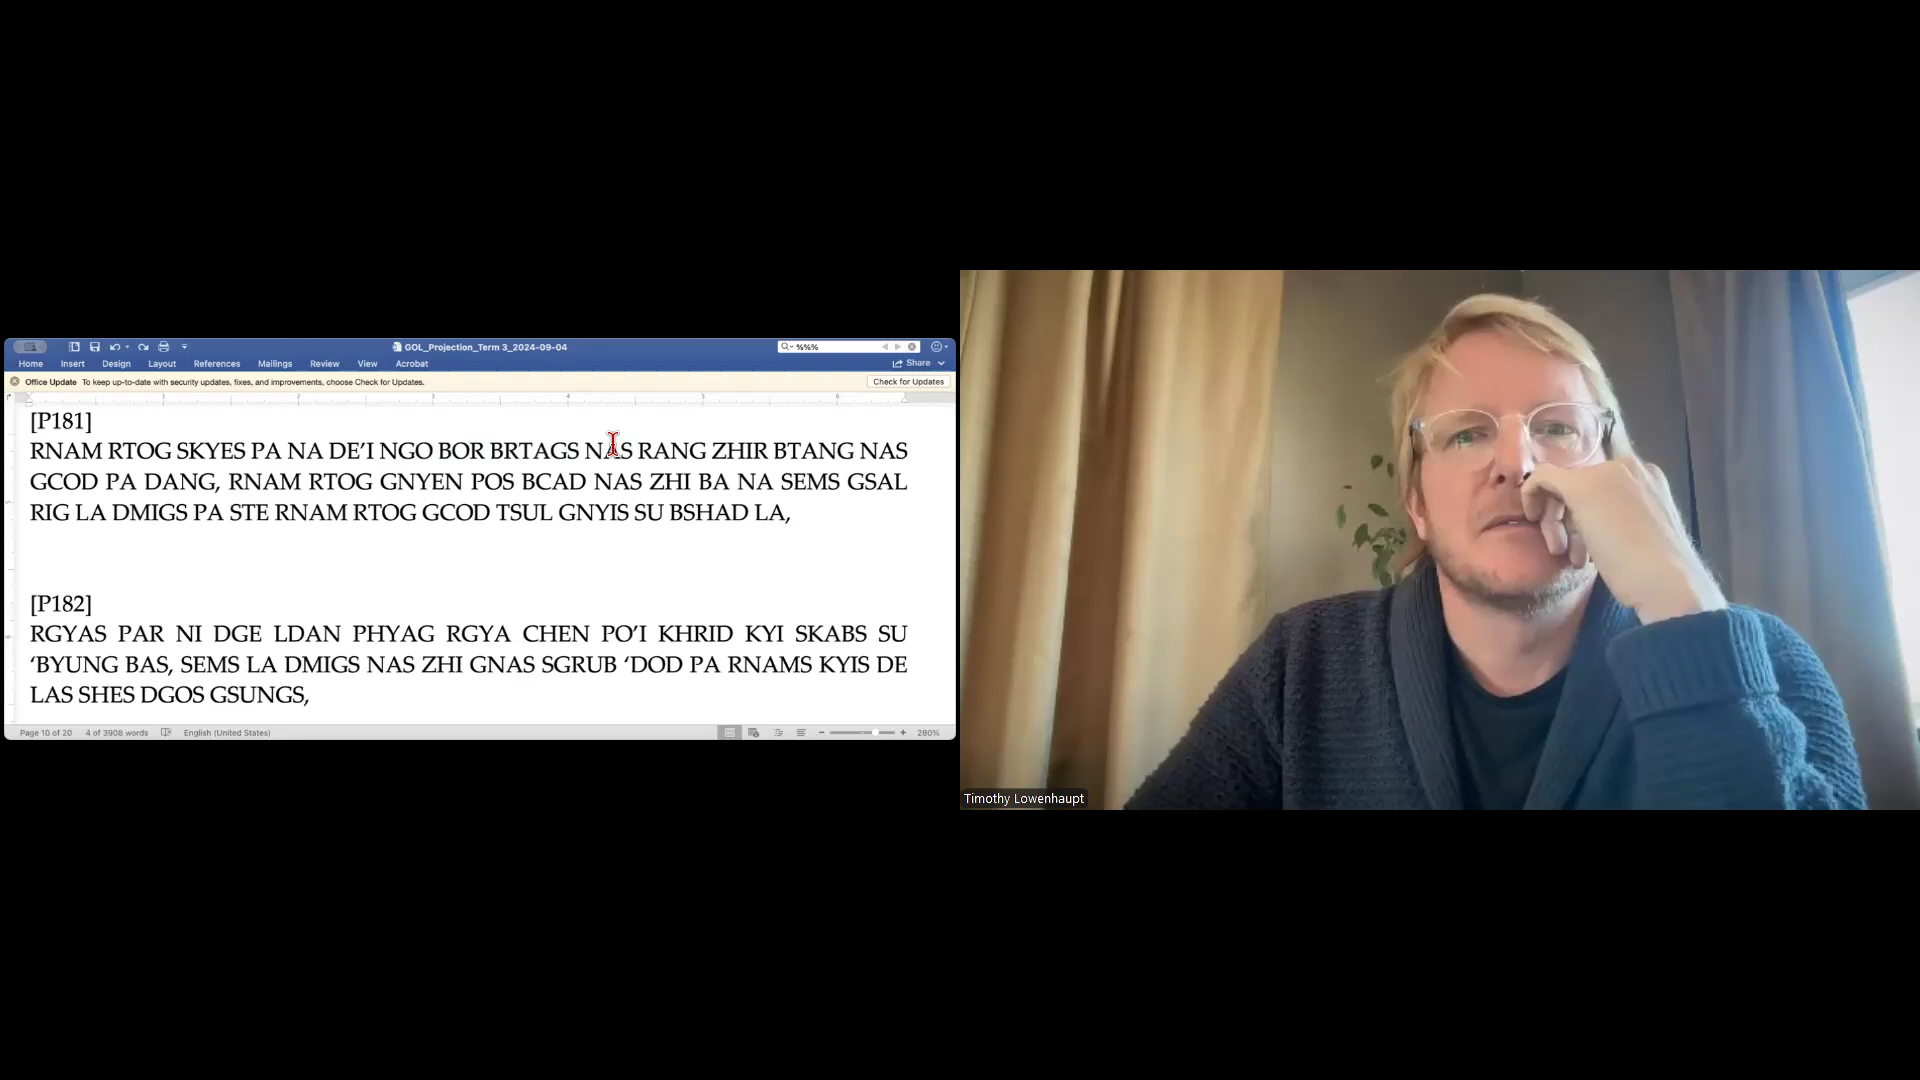 GOL_Projection_Term 3_2024-09-04
%%%
Home Insert Design Layout References Mailings Review View Acrobat Share
Office Update To keep up-to-date with security updates, fixes, and improvements, choose Check for Updates. Check for Updates
1 2 3 4 5 6
[P181]
RNAM RTOG SKYES PA NA DE’I NGO BOR BRTAGS NAS RANG ZHIR BTANG NAS
GCOD PA DANG, RNAM RTOG GNYEN POS BCAD NAS ZHI BA NA SEMS GSAL
RIG LA DMIGS PA STE RNAM RTOG GCOD TSUL GNYIS SU BSHAD LA,
[P182]
RGYAS PAR NI DGE LDAN PHYAG RGYA CHEN PO’I KHRID KYI SKABS SU
‘BYUNG BAS, SEMS LA DMIGS NAS ZHI GNAS SGRUB ‘DOD PA RNAMS KYIS DE
LAS SHES DGOS GSUNGS,
Page 10 of 20 4 of 3908 words English (United States) 280%
Timothy Lowenhaupt